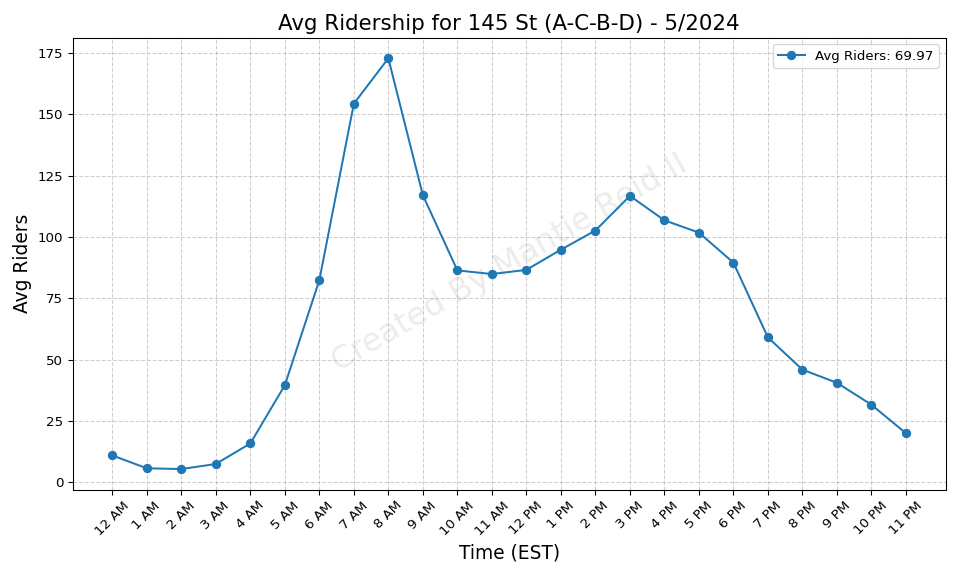 Avg Ridership for 145 St (A-C-B-D) - 5/2024
Avg Riders: 69.97
Avg Riders
175
150
125
100
75
50
25
0
Created By: Mantle Reid II
12 AM
1 AM
2 AM
3 AM
4 AM
5 AM
6 AM
7 AM
8 AM
9 AM
10 AM
11 AM
12 PM
1 PM
2 PM
3 PM
4 PM
5 PM
6 PM
7 PM
8 PM
9 PM
10 PM
11 PM
Time (EST)